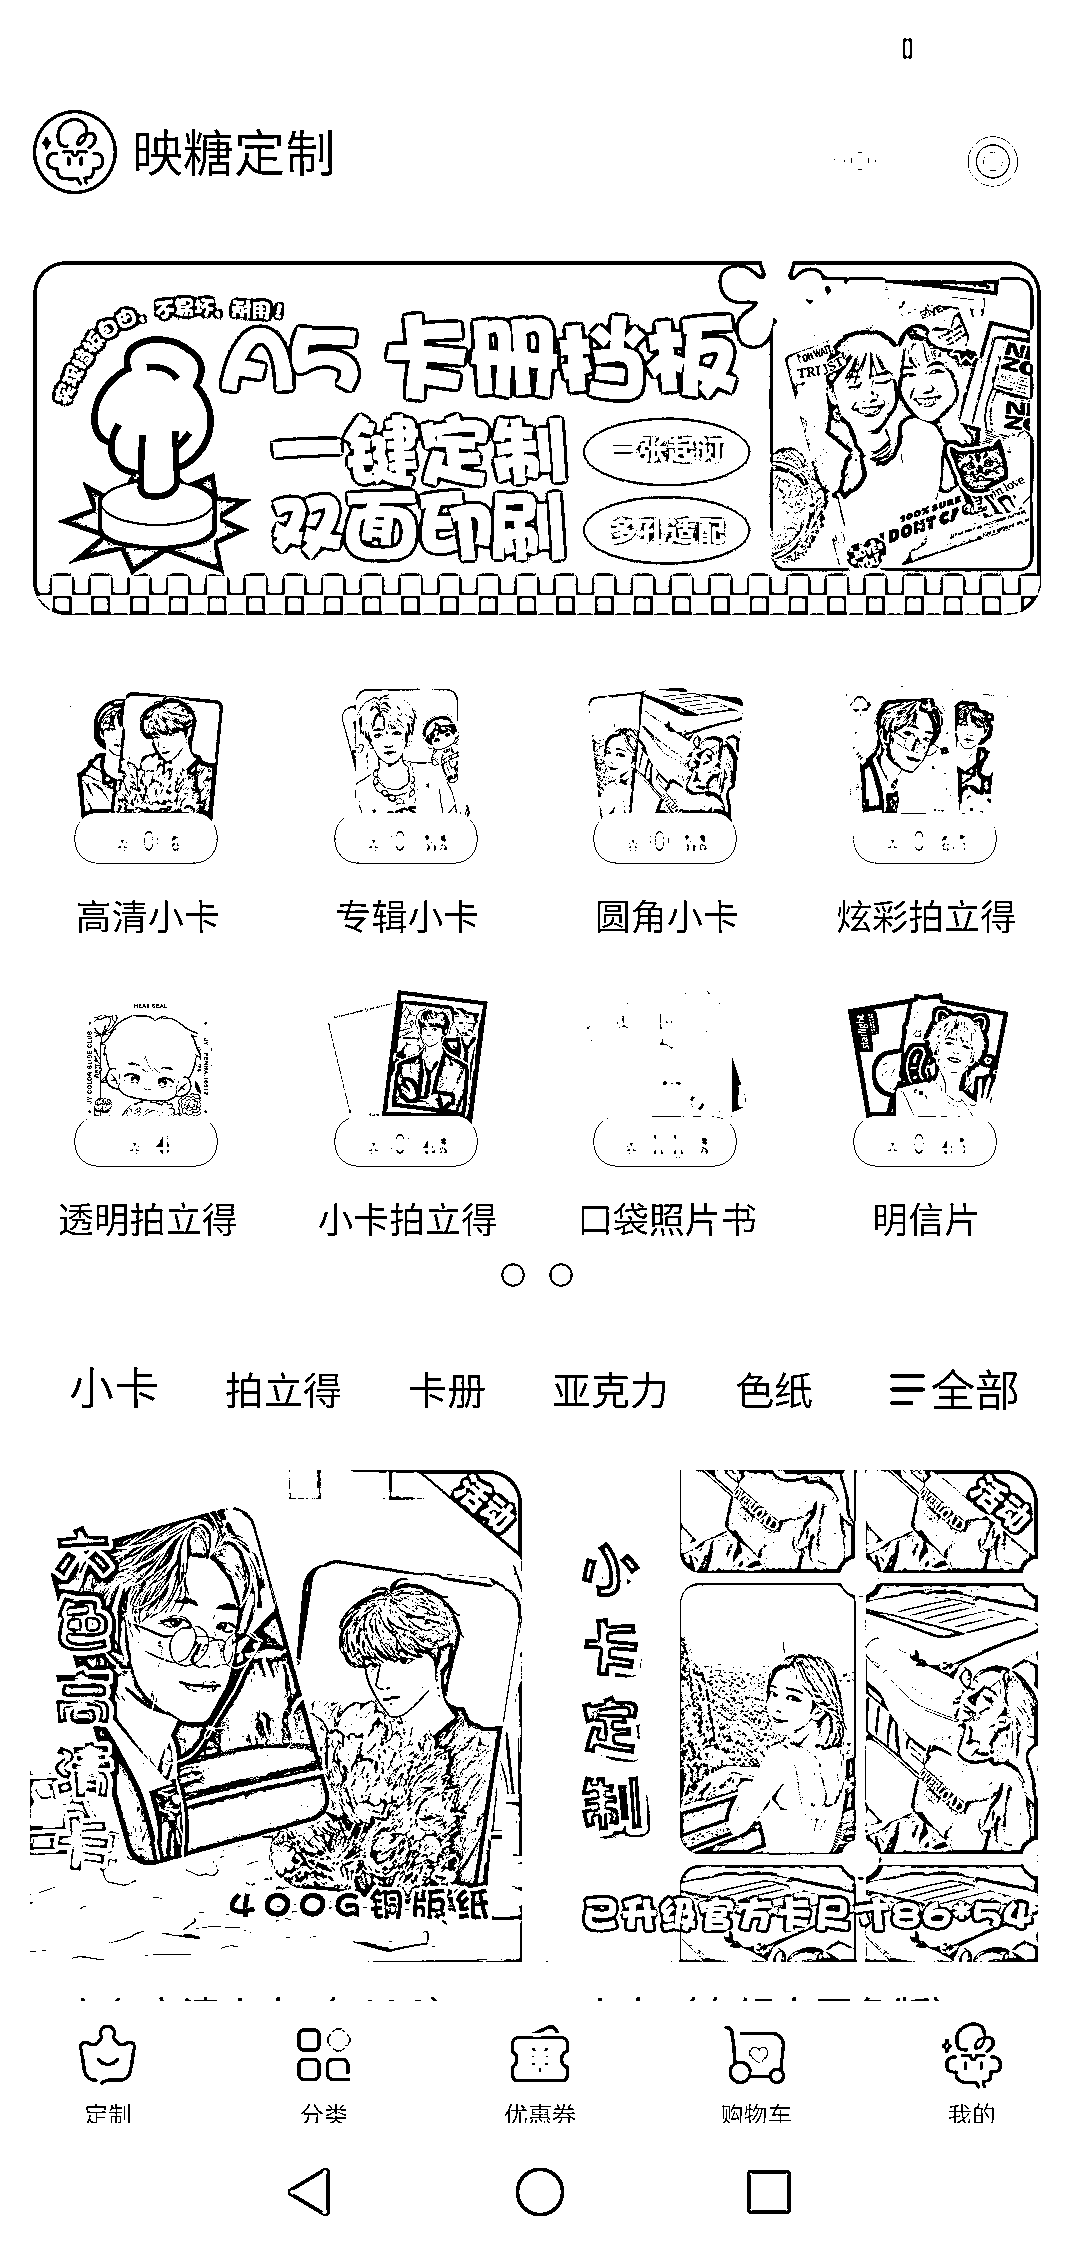 映糖定制
A5 卡册挡板
一键定制
一张起订
双面印刷
多孔适配
高清小卡
专辑小卡
圆角小卡
炫彩拍立得
透明拍立得
小卡拍立得
口袋照片书
明信片
小卡
拍立得
卡册
亚克力
色纸
全部
活动
六色高清小卡
400G铜版纸
活动
小卡定制
已升级官方卡尺寸86*54
定制
分类
优惠券
购物车
我的